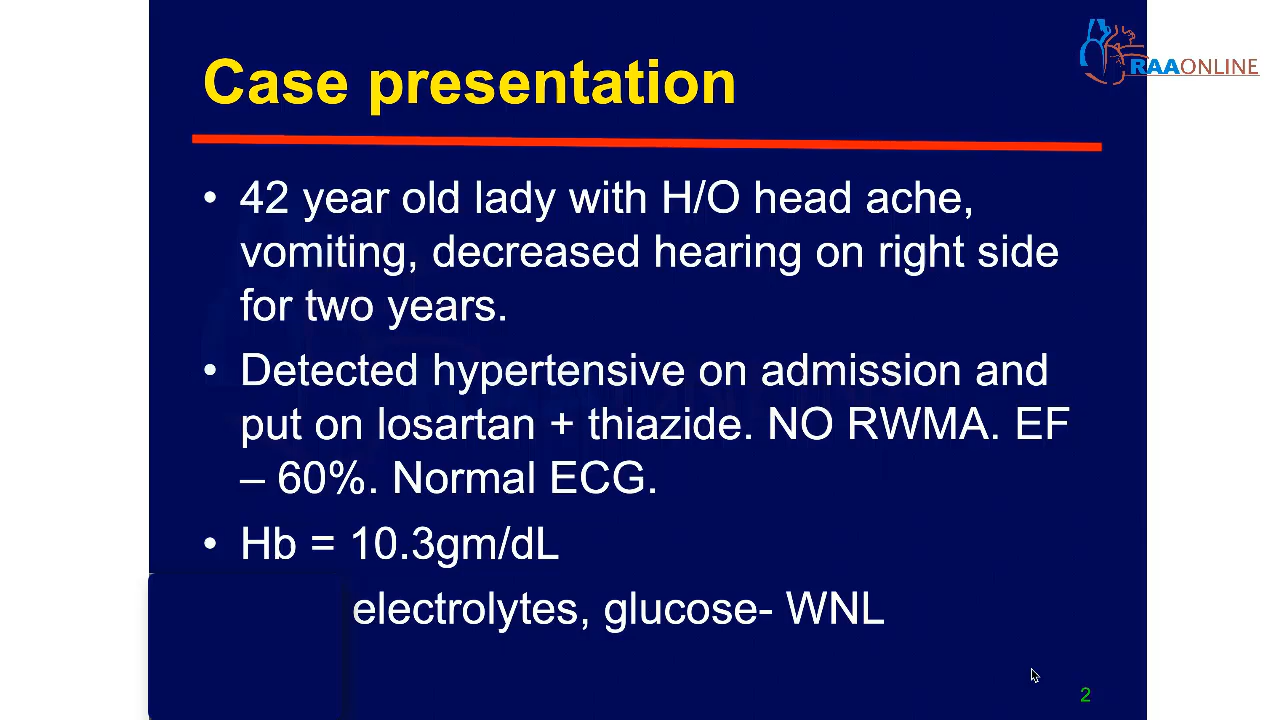 Case presentation
RAAONLINE
• 42 year old lady with H/O head ache,
vomiting, decreased hearing on right side
for two years.
• Detected hypertensive on admission and
put on losartan + thiazide. NO RWMA. EF
– 60%. Normal ECG.
• Hb = 10.3gm/dL
electrolytes, glucose- WNL
2